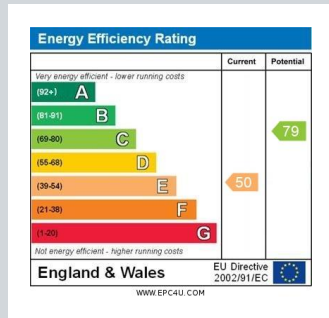 Energy Efficiency Rating
Current Potential
Very energy efficient - lower running costs
(92+) A
(81-91) B
(69-80) C
79
(55-68) D
(39-54) E
50
(21-38) F
(1-20) G
Not energy efficient - higher running costs
England & Wales
EU Directive
2002/91/EC
WWW.EPC4U.COM